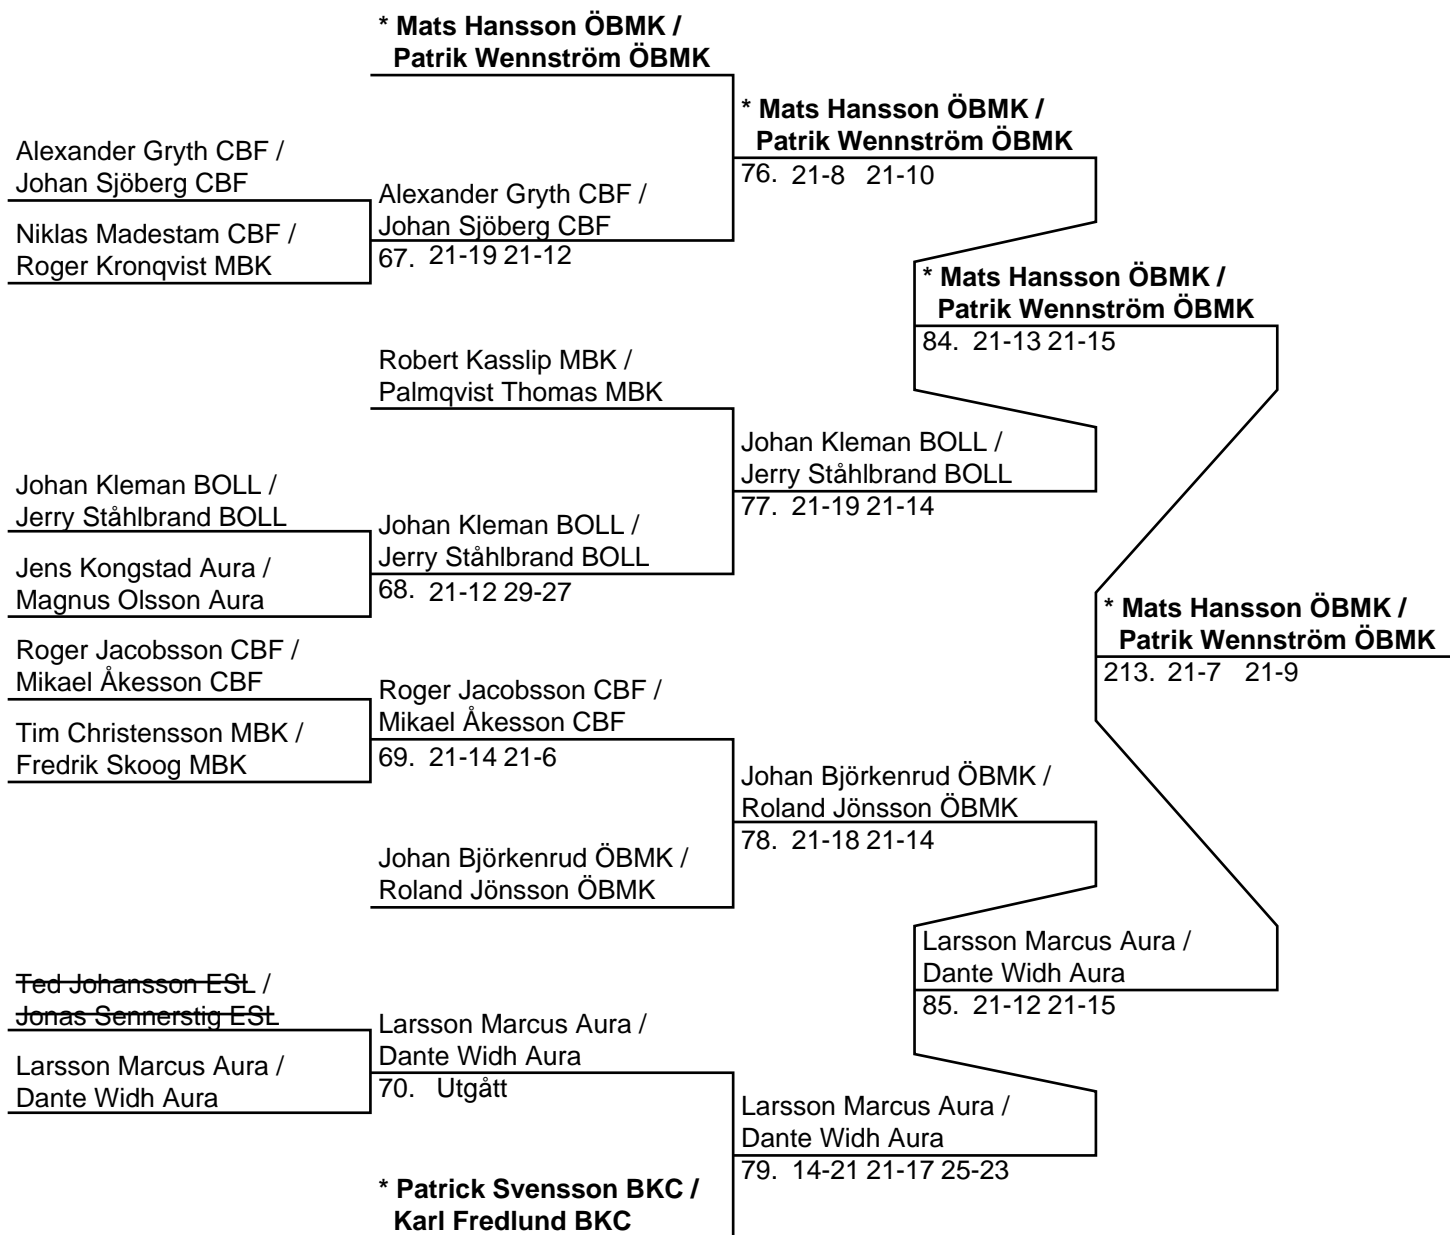 * Mats Hansson ÖBMK /
Patrik Wennström ÖBMK
Alexander Gryth CBF /
Johan Sjöberg CBF
Niklas Madestam CBF /
Roger Kronqvist MBK
Alexander Gryth CBF /
Johan Sjöberg CBF
67. 21-19 21-12
* Mats Hansson ÖBMK /
Patrik Wennström ÖBMK
76. 21-8 21-10
Robert Kasslip MBK /
Palmqvist Thomas MBK
Johan Kleman BOLL /
Jerry Ståhlbrand BOLL
Jens Kongstad Aura /
Magnus Olsson Aura
Johan Kleman BOLL /
Jerry Ståhlbrand BOLL
68. 21-12 29-27
Johan Kleman BOLL /
Jerry Ståhlbrand BOLL
77. 21-19 21-14
* Mats Hansson ÖBMK /
Patrik Wennström ÖBMK
84. 21-13 21-15
Roger Jacobsson CBF /
Mikael Åkesson CBF
Tim Christensson MBK /
Fredrik Skoog MBK
Roger Jacobsson CBF /
Mikael Åkesson CBF
69. 21-14 21-6
Johan Björkenrud ÖBMK /
Roland Jönsson ÖBMK
Johan Björkenrud ÖBMK /
Roland Jönsson ÖBMK
78. 21-18 21-14
Ted Johansson ESL /
Jonas Sennerstig ESL
Larsson Marcus Aura /
Dante Widh Aura
Larsson Marcus Aura /
Dante Widh Aura
70. Utgått
* Patrick Svensson BKC /
Karl Fredlund BKC
Larsson Marcus Aura /
Dante Widh Aura
79. 14-21 21-17 25-23
Larsson Marcus Aura /
Dante Widh Aura
85. 21-12 21-15
* Mats Hansson ÖBMK /
Patrik Wennström ÖBMK
213. 21-7 21-9